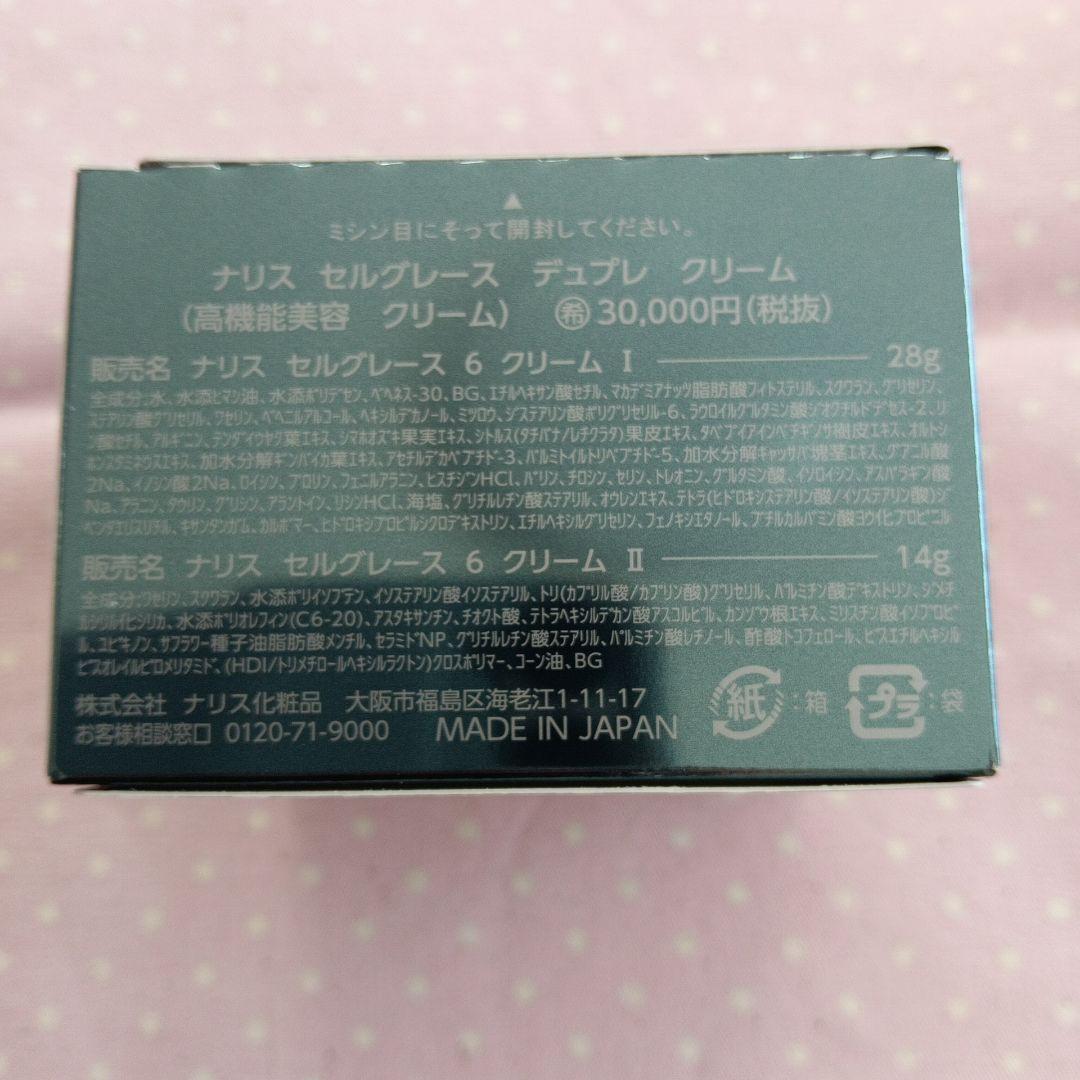 ▲
ミシン目にそって開封してください。
ナリス セルグレース デュプレ クリーム
(高機能美容 クリーム) ㊒希 30,000円(税抜)
販売名 ナリス セルグレース 6 クリーム Ⅰ 28g
全成分:水、水添ヒマシ油、水添ポリデセン、ベヘネス-30、BG、エチルヘキサン酸セチル、マカデミアナッツ脂肪酸フィトステリル、スクワラン、グリセリン、
ステアリン酸グリセリル、ワセリン、ベヘニルアルコール、ヘキシルデカノール、ミツロウ、ジステアリン酸ポリグリセリル-6、ラウロイルグルタミン酸ジオクチルドデセス-2、リ
ン酸セチル、アルギニン、テンダイウヤク葉エキス、シマホオズキ果実エキス、シトルス(タチバナ/レチクラタ)果皮エキス、タベブイアインペチギノサ樹皮エキス、オルトシ
ホンスタミネウスエキス、加水分解ギンバイカ葉エキス、アセチルデカペプチド-3、パルミトイルトリペプチド-5、加水分解キャッサバ塊茎エキス、グアニル酸
2Na、イノシン酸2Na、ロイシン、プロリン、フェニルアラニン、ヒスチジンHCl、バリン、チロシン、セリン、トレオニン、グルタミン酸、イソロイシン、アスパラギン酸
Na、アラニン、タウリン、グリシン、アラントイン、リシンHCl、海塩、グリチルレチン酸ステアリル、オウレンエキス、テトラ(ヒドロキシステアリン酸/イソステアリン酸)ジ
ペンタエリスリチル、キサンタンガム、カルボマー、ヒドロキシプロピルシクロデキストリン、エチルヘキシルグリセリン、フェノキシエタノール、ブチルカルバミン酸ヨウ化プロピニル
販売名 ナリス セルグレース 6 クリーム Ⅱ 14g
全成分:ワセリン、スクワラン、水添ポリイソブテン、イソステアリン酸イソステアリル、トリ(カプリル酸/カプリン酸)グリセリル、パルミチン酸デキストリン、ジメチ
ルシリル化シリカ、水添ポリオレフィン(C6-20)、アスタキサンチン、チオクト酸、テトラヘキシルデカン酸アスコルビル、カンゾウ根エキス、ミリスチン酸イソプロピ
ル、ユビキノン、サフラワー種子油脂肪酸メンチル、セラミドNP、グリチルレチン酸ステアリル、パルミチン酸レチノール、酢酸トコフェロール、ビスエチルヘキシル
ビスオレイルピロメリタミド、(HDI/トリメチロールヘキシルラクトン)クロスポリマー、コーン油、BG
株式会社 ナリス化粧品 大阪市福島区海老江1-11-17
お客様相談窓口 0120-71-9000 MADE IN JAPAN
紙:箱
プラ:袋